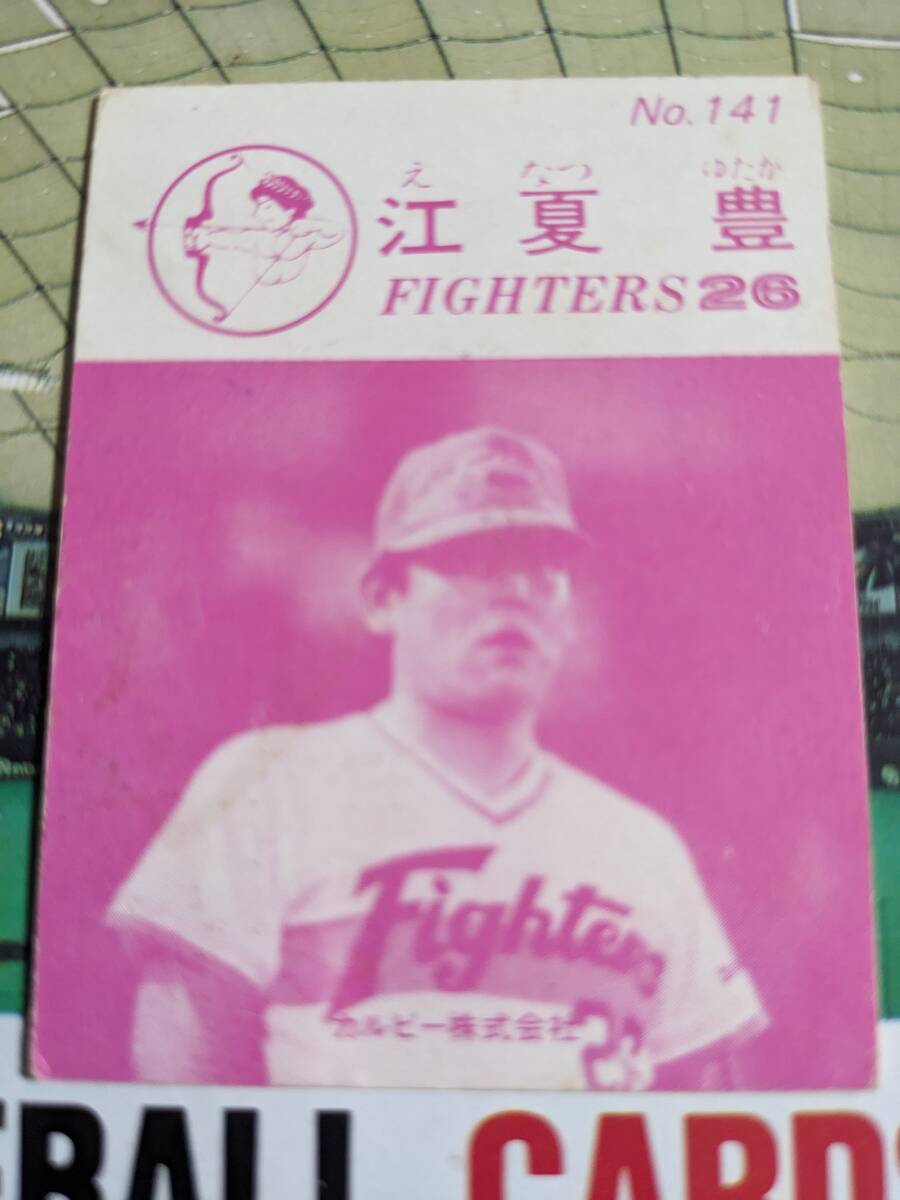 No.141
え なつ ゆたか
江夏 豊
FIGHTERS 26
Fighters
カルビー株式会社
CARDS